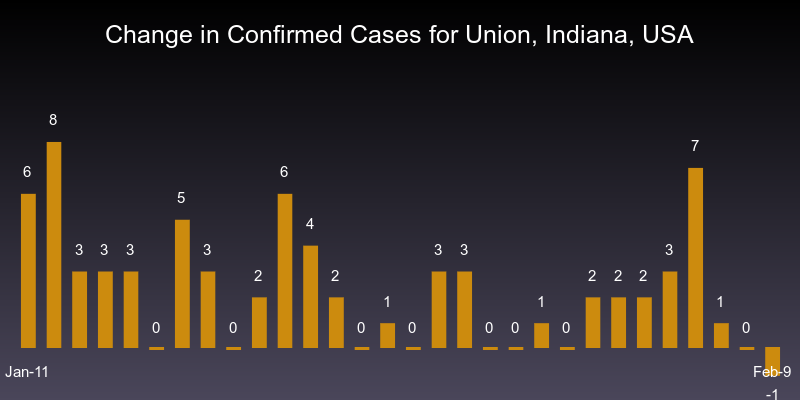 Change in Confirmed Cases for Union, Indiana, USA
6 8 3 3 3 0 5 3 0 2 6 4 2 0 1 0 3 3 0 0 1 0 2 2 2 3 7 1 0 -1
Jan-11 Feb-9